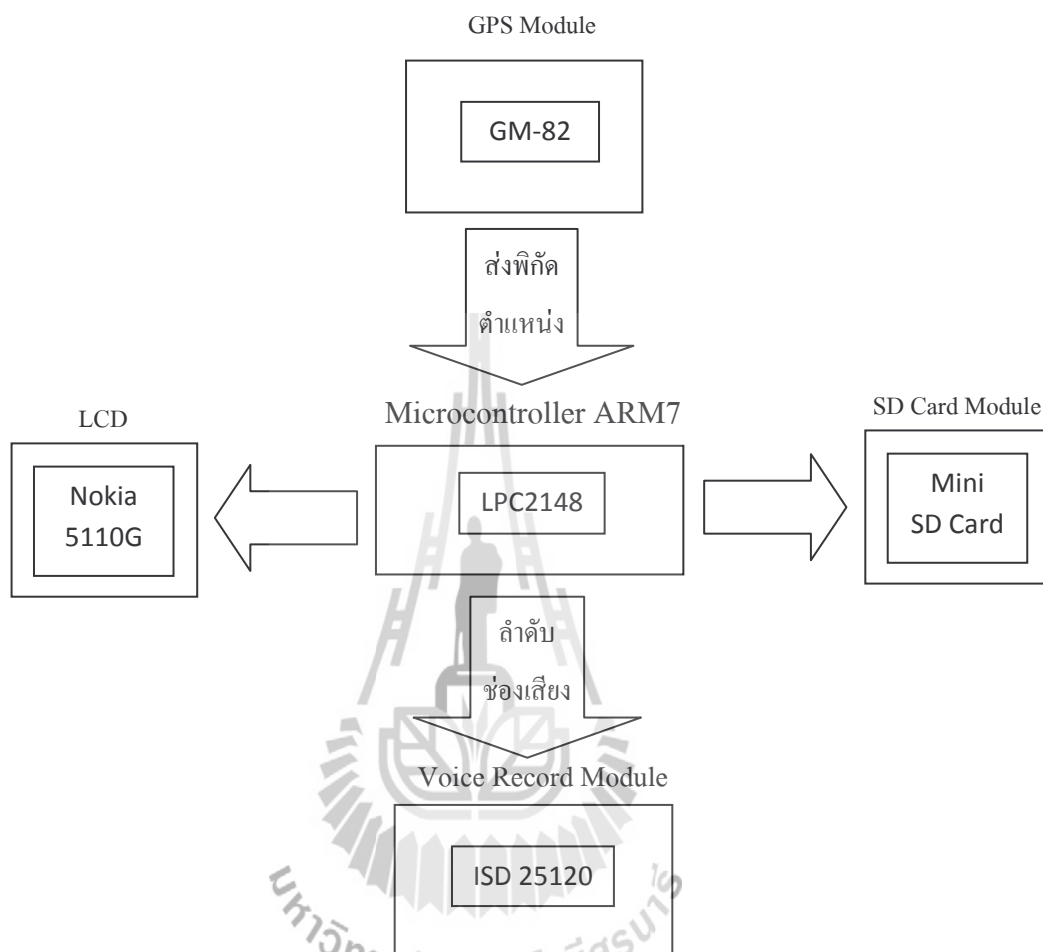 GPS Module
GM-82
ส่งพิกัด
ตำแหน่ง
LCD
Microcontroller ARM7
SD Card Module
Nokia
5110G
LPC2148
Mini
SD Card
ลำดับ
ช่องเสียง
Voice Record Module
ISD 25120